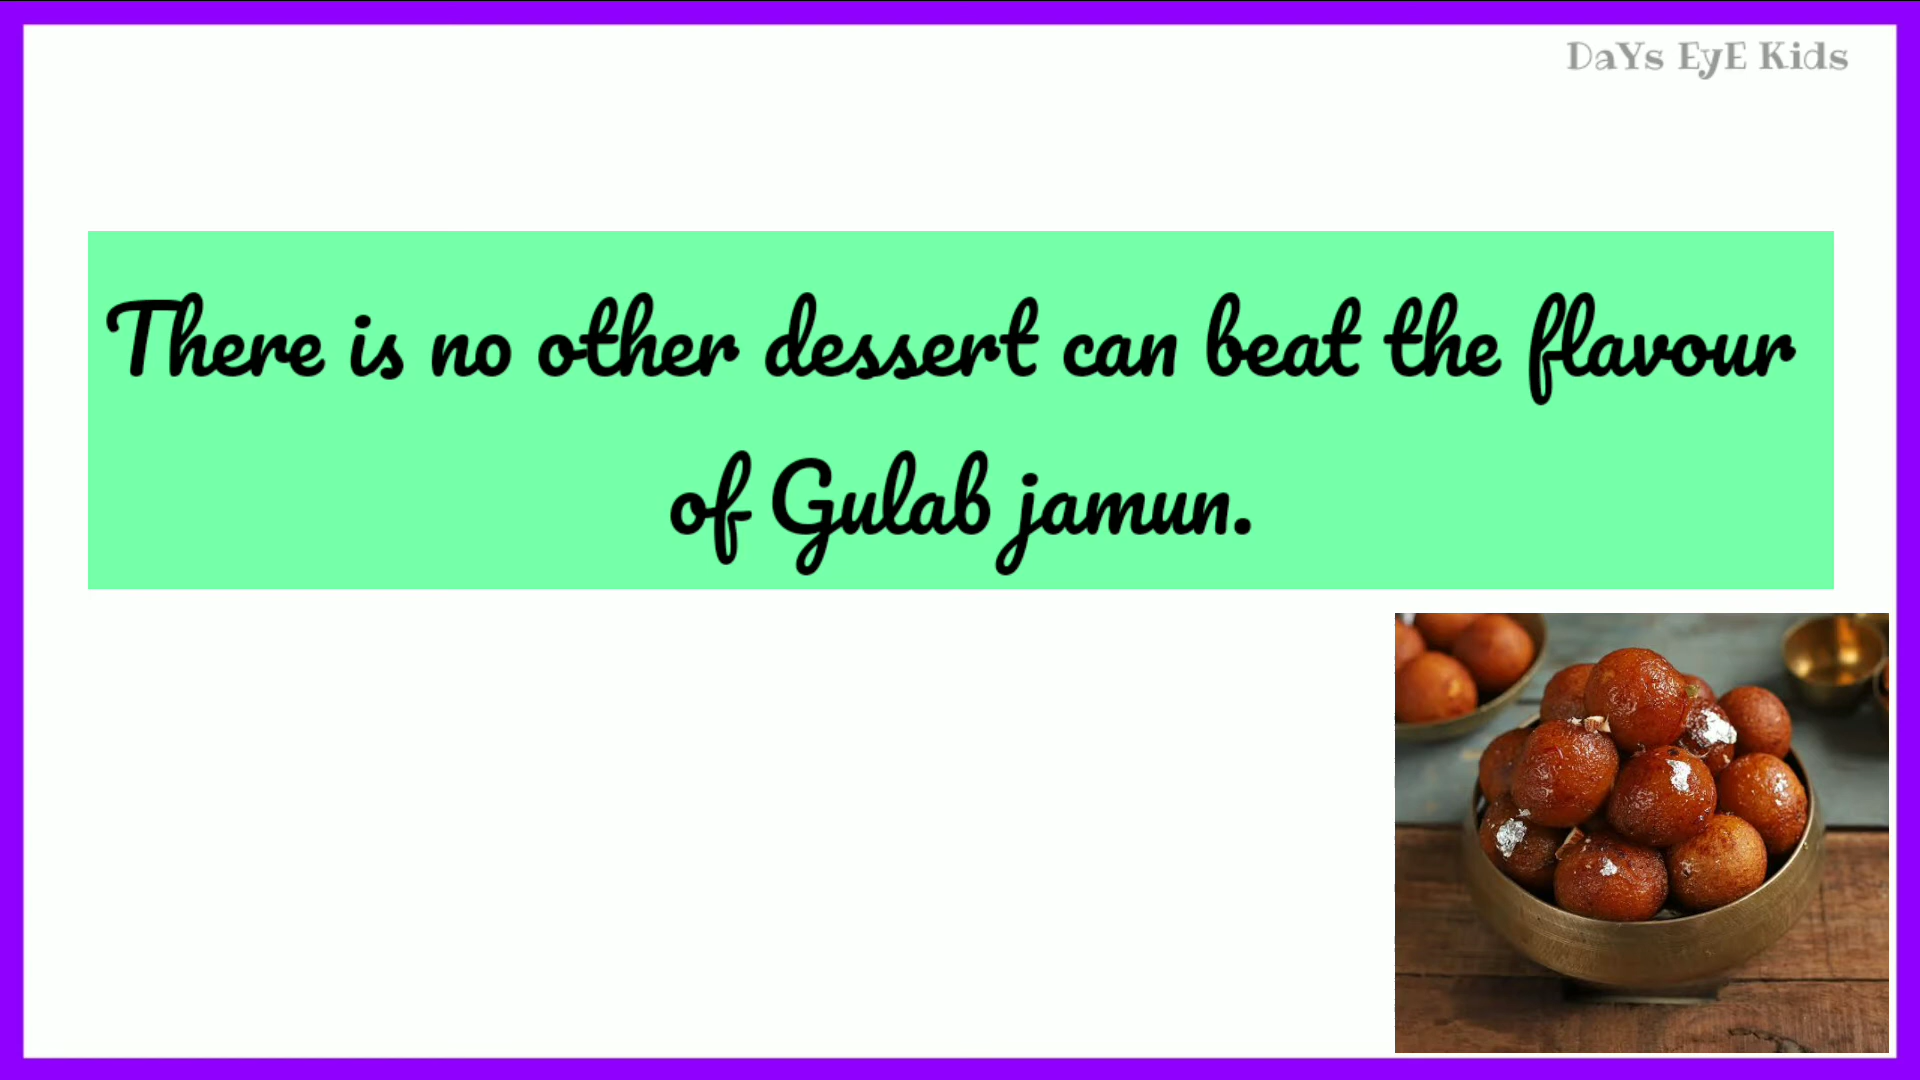 DaYs EyE Kids
There is no other dessert can beat the flavour
of Gulab jamun.